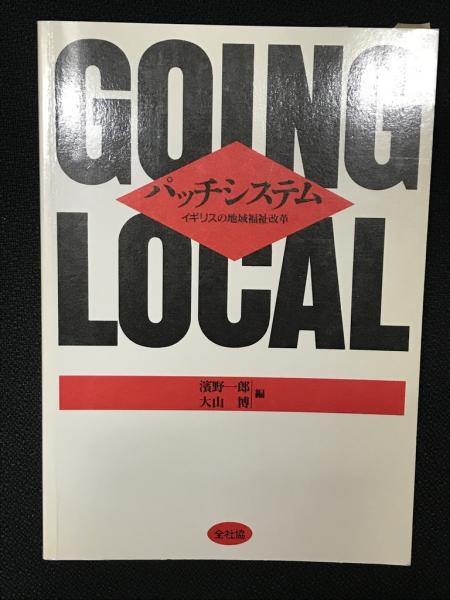 GOING
パッチシステム
イギリスの地域福祉改革
LOCAL
濱野一郎
大山 博
編
全社協